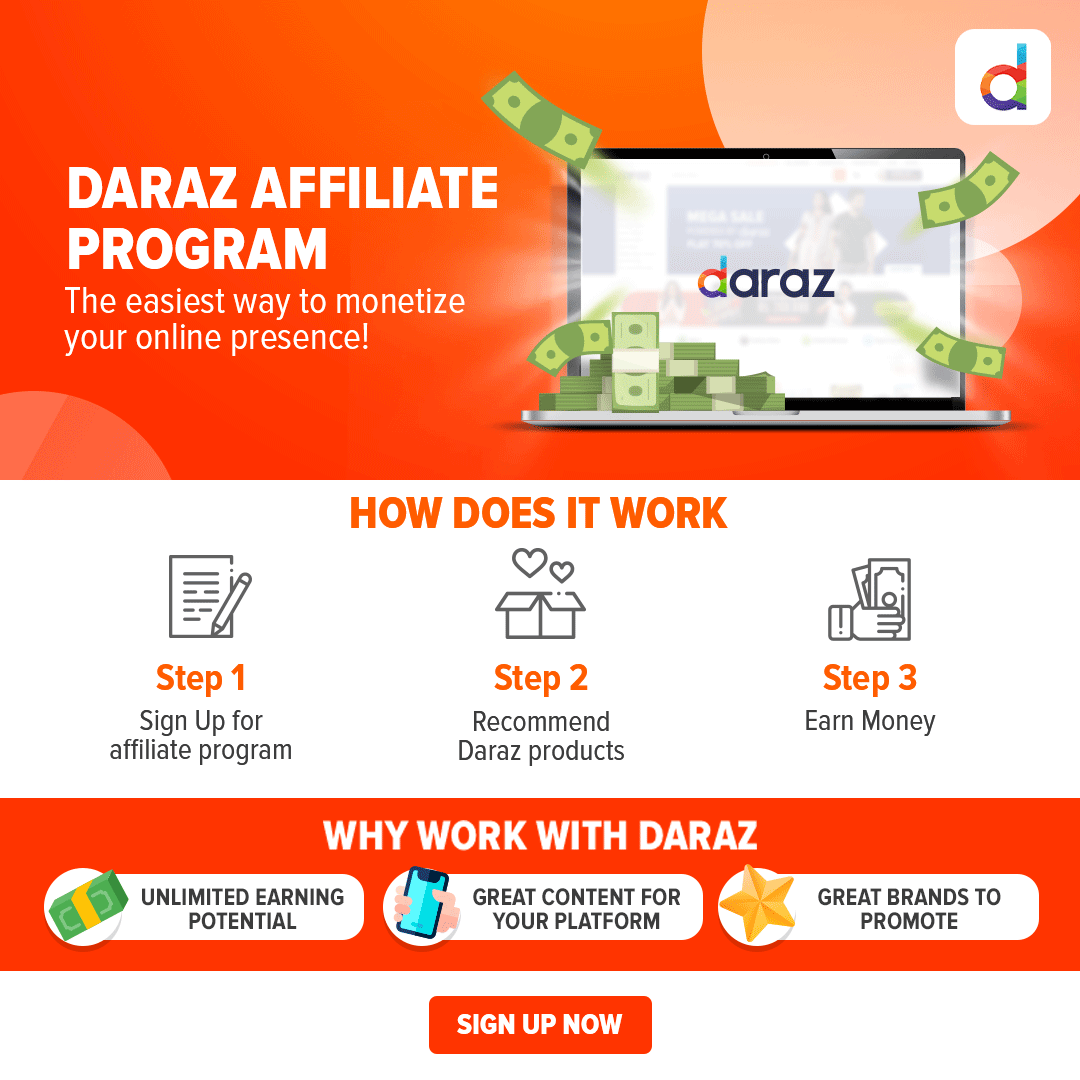 DARAZ AFFILIATE
PROGRAM
The easiest way to monetize
your online presence!
MEGA SALE
daraz
HOW DOES IT WORK
Step 1
Sign Up for
affiliate program
Step 2
Recommend
Daraz products
Step 3
Earn Money
WHY WORK WITH DARAZ
UNLIMITED EARNING
POTENTIAL
GREAT CONTENT FOR
YOUR PLATFORM
GREAT BRANDS TO
PROMOTE
SIGN UP NOW